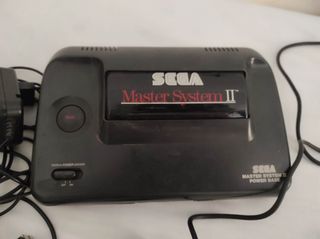 SEGA
Master System II
SEGA
MASTER SYSTEM II
POWER BASE